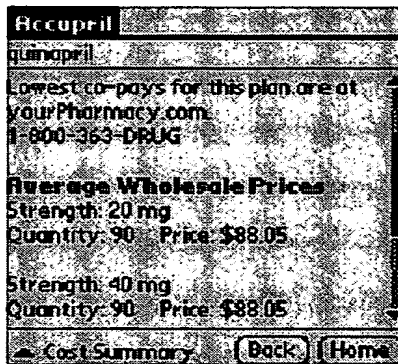 Accupril
quinapril
Lowest co-pays for this plan are at
yourPharmacy.com
1-800-363-DRUG
Average Wholesale Prices
Strength: 20 mg
Quantity: 90 Price: $88.05
Strength: 40 mg
Quantity: 90 Price: $88.05
Cost Summary Back Home